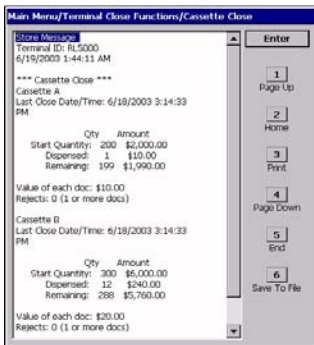 Main Menu/Terminal Close Functions/Cassette Close
Store Message
Terminal ID: RL5000
6/19/2003 1:44:11 AM
*** Cassette Close ***
Cassette A
Last Close Date/Time: 6/18/2003 3:14:33
PM
Qty Amount
Start Quantity: 200 $2,000.00
Dispensed: 1 $10.00
Remaining: 199 $1,990.00
Value of each doc: $10.00
Rejects: 0 (1 or more docs)
Cassette B
Last Close Date/Time: 6/18/2003 3:14:33
PM
Qty Amount
Start Quantity: 300 $6,000.00
Dispensed: 12 $240.00
Remaining: 288 $5,760.00
Value of each doc: $20.00
Rejects: 0 (1 or more docs)
Enter
1
Page Up
2
Home
3
Print
4
Page Down
5
End
6
Save To File